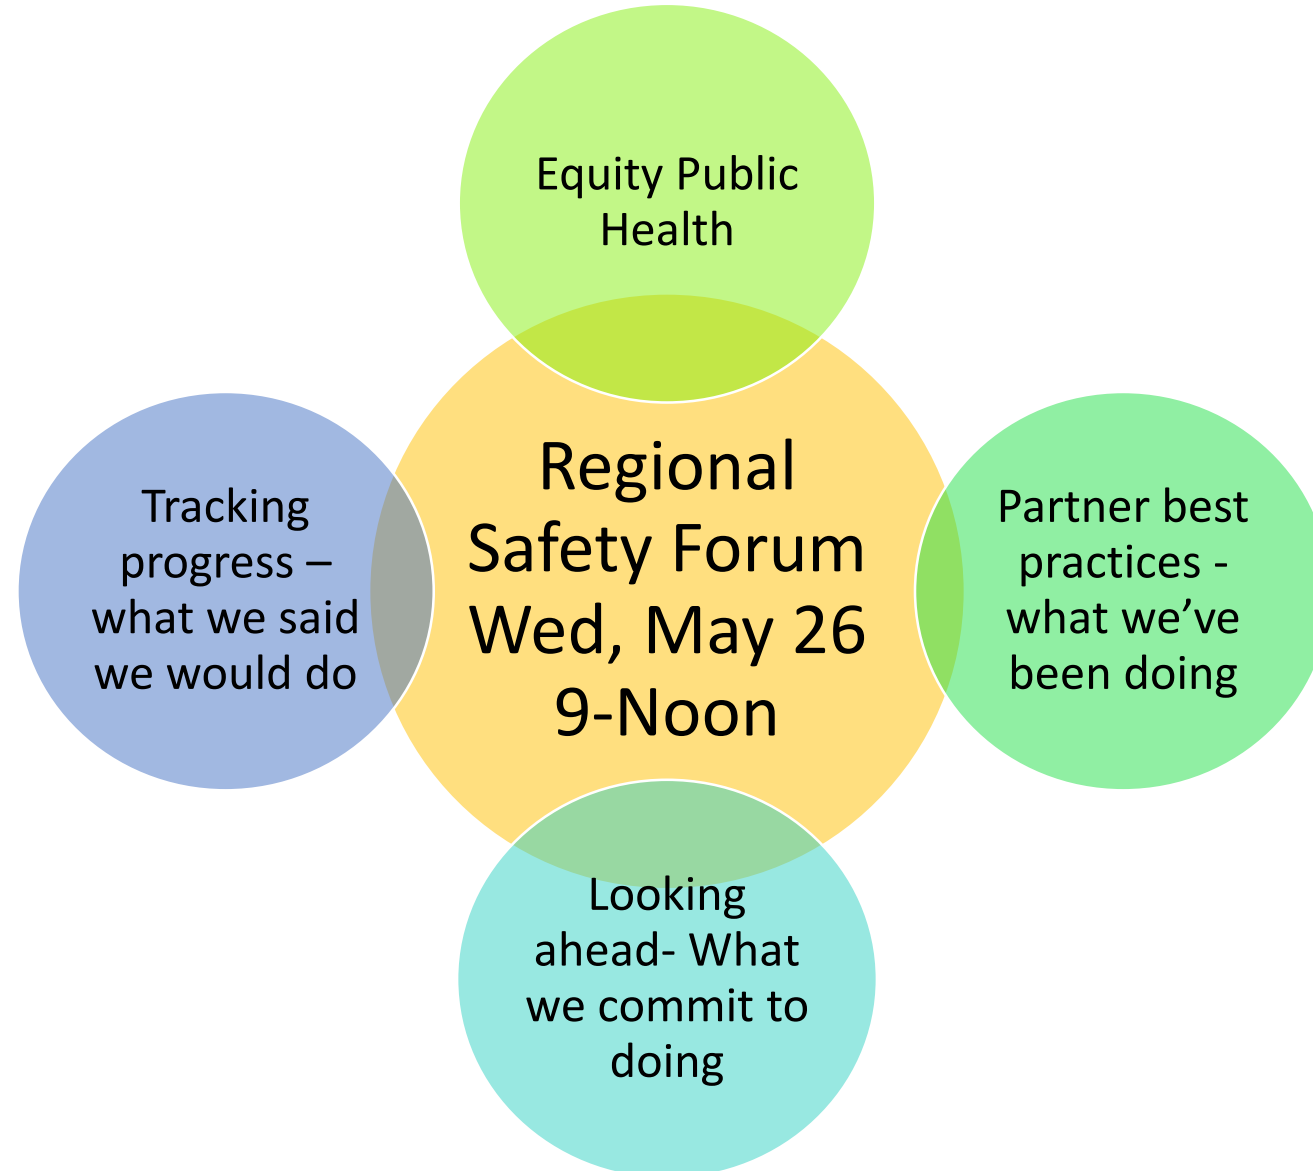 Equity Public
Health
Regional
Safety Forum
Wed, May 26
9-Noon
Tracking
progress –
what we said
we would do
Partner best
practices -
what we’ve
been doing
Looking
ahead- What
we commit to
doing